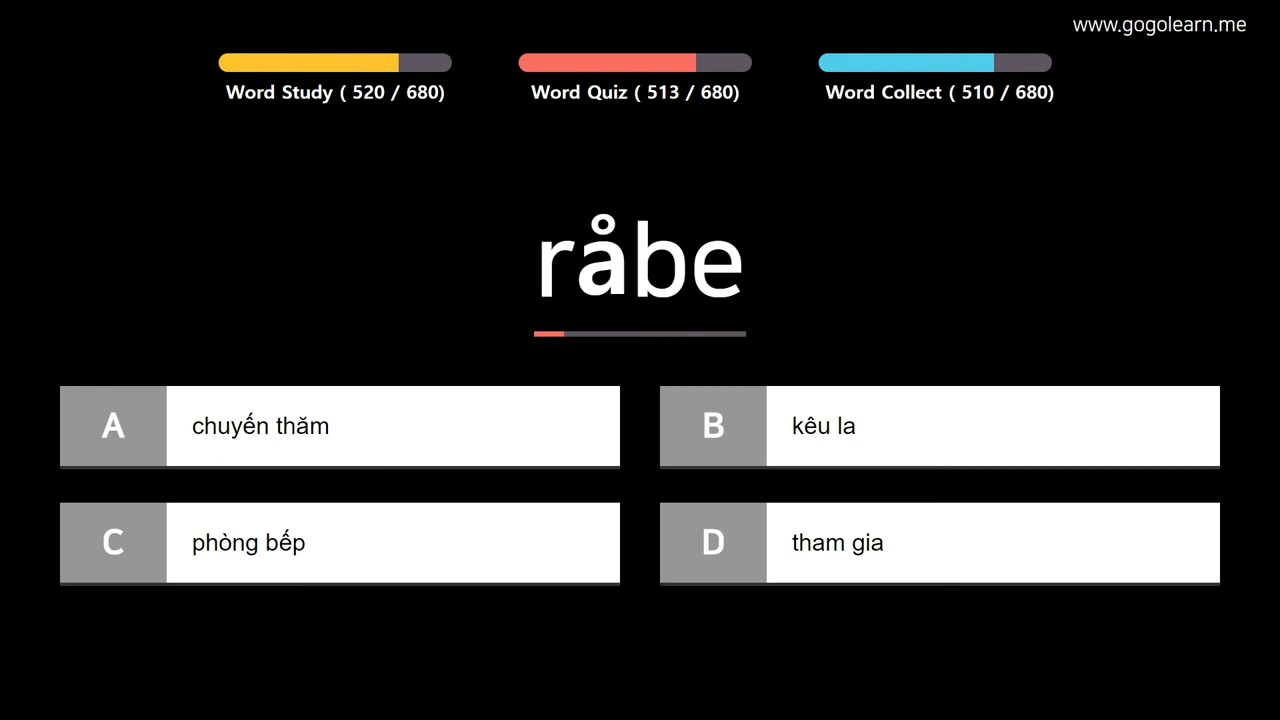 www.gogolearn.me
Word Study ( 520 / 680)
Word Quiz ( 513 / 680)
Word Collect ( 510 / 680)
råbe
A chuyến thăm
B kêu la
C phòng bếp
D tham gia